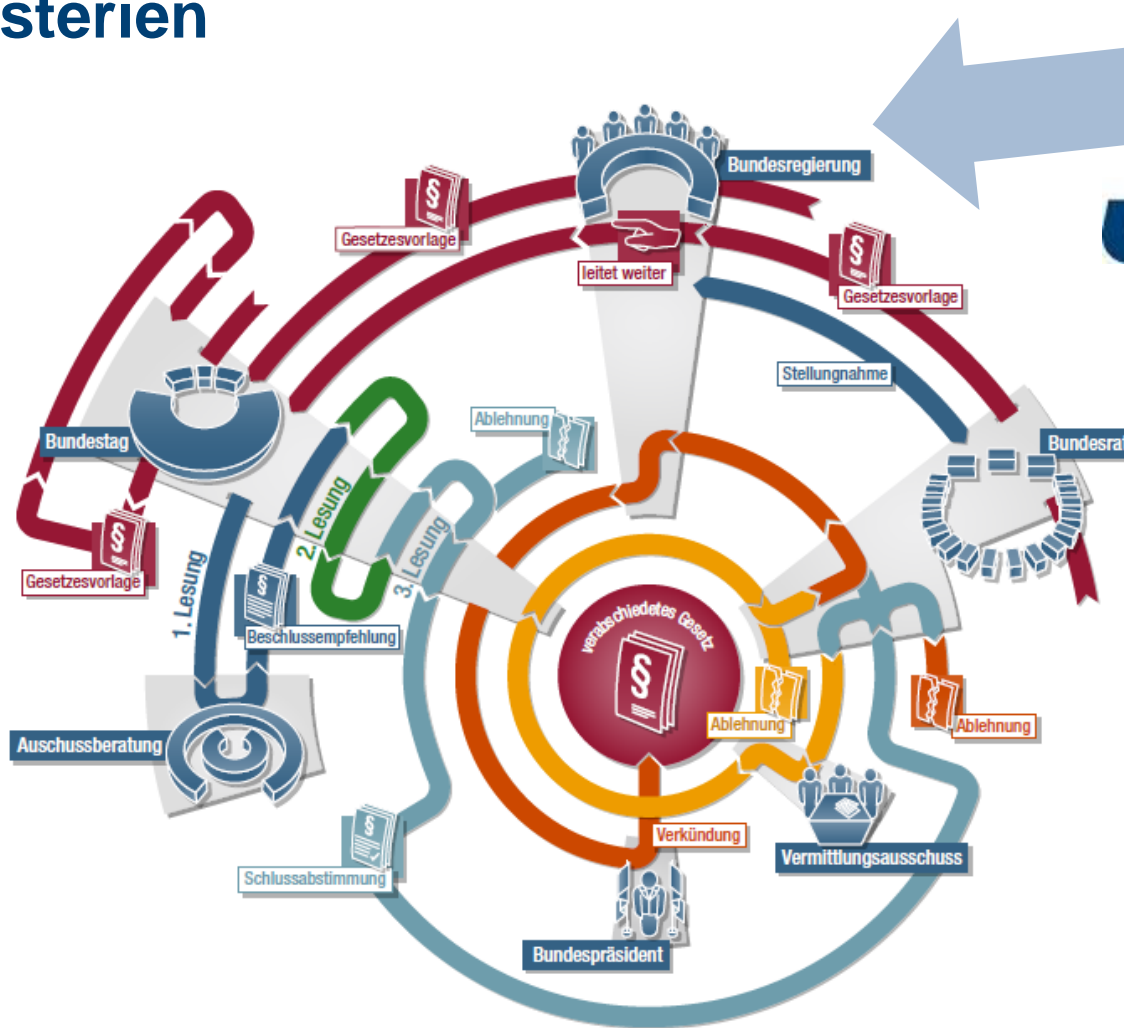 sterien
Bundesregierung
Gesetzesvorlage
leitet weiter
Gesetzesvorlage
Stellungnahme
Ablehnung
Bundestag
Bundesrat
2. Lesung
3. Lesung
1. Lesung
Gesetzesvorlage
Beschlussempfehlung
verabschiedetes Gesetz
§
Ablehnung
Ablehnung
Auschussberatung
Verkündung
Vermittlungsausschuss
Schlussabstimmung
Bundespräsident